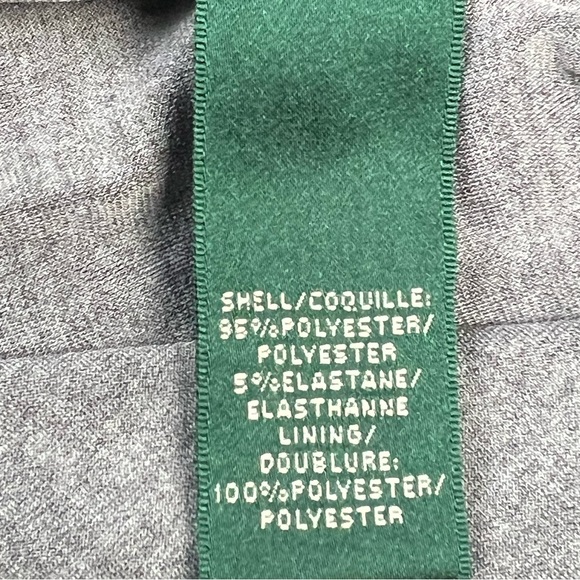 SHELL/COQUILLE:
95%POLYESTER/
POLYESTER
5%ELASTANE/
ELASTHANNE
LINING/
DOUBLURE:
100%POLYESTER/
POLYESTER